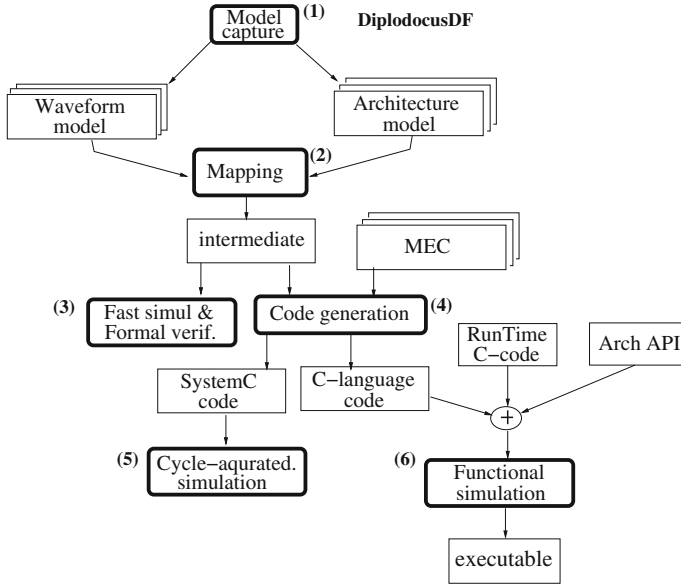 (1)
Model
capture
DiplodocusDF
Waveform
model
Architecture
model
(2)
Mapping
intermediate
MEC
(3)
Fast simul &
Formal verif.
Code generation
(4)
RunTime
C-code
Arch API
SystemC
code
C-language
code
+
(5)
Cycle-aqurated.
simulation
(6)
Functional
simulation
executable